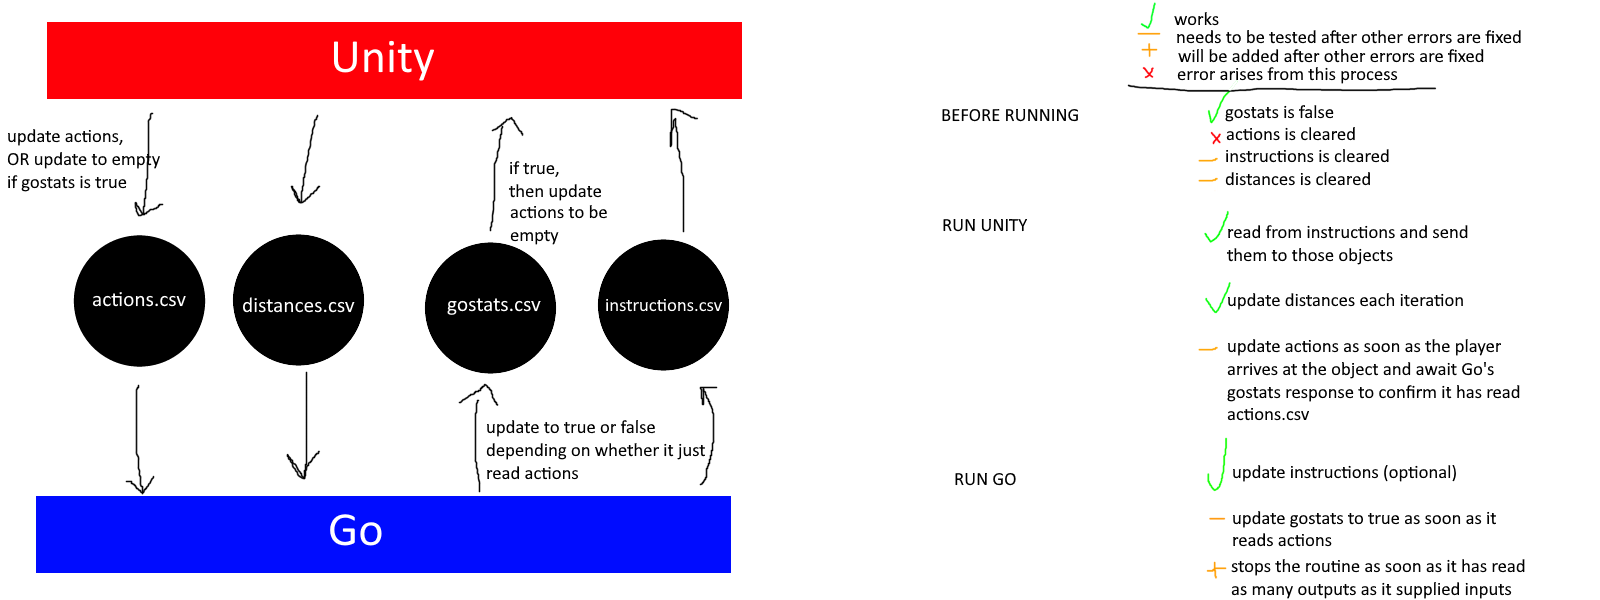 Unity
update actions,
OR update to empty
if gostats is true
if true,
then update
actions to be
empty
actions.csv
distances.csv
gostats.csv
instructions.csv
update to true or false
depending on whether it just
read actions
Go
works
needs to be tested after other errors are fixed
will be added after other errors are fixed
error arises from this process
BEFORE RUNNING
gostats is false
actions is cleared
instructions is cleared
distances is cleared
RUN UNITY
read from instructions and send
them to those objects
update distances each iteration
update actions as soon as the player
arrives at the object and await Go's
gostats response to confirm it has read
actions.csv
RUN GO
update instructions (optional)
update gostats to true as soon as it
reads actions
stops the routine as soon as it has read
as many outputs as it supplied inputs